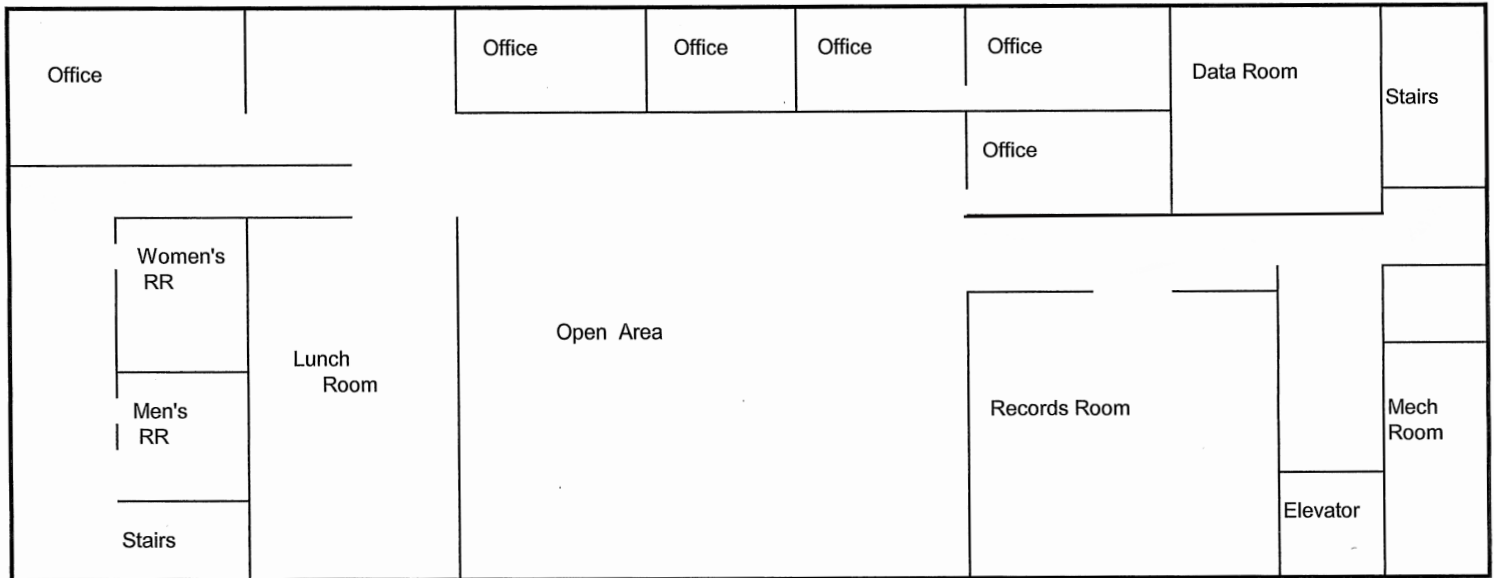 Office
Office
Office
Office
Office
Data Room
Stairs
Office
Women's
RR
Lunch
Room
Open Area
Men's
RR
Records Room
Mech
Room
Stairs
Elevator